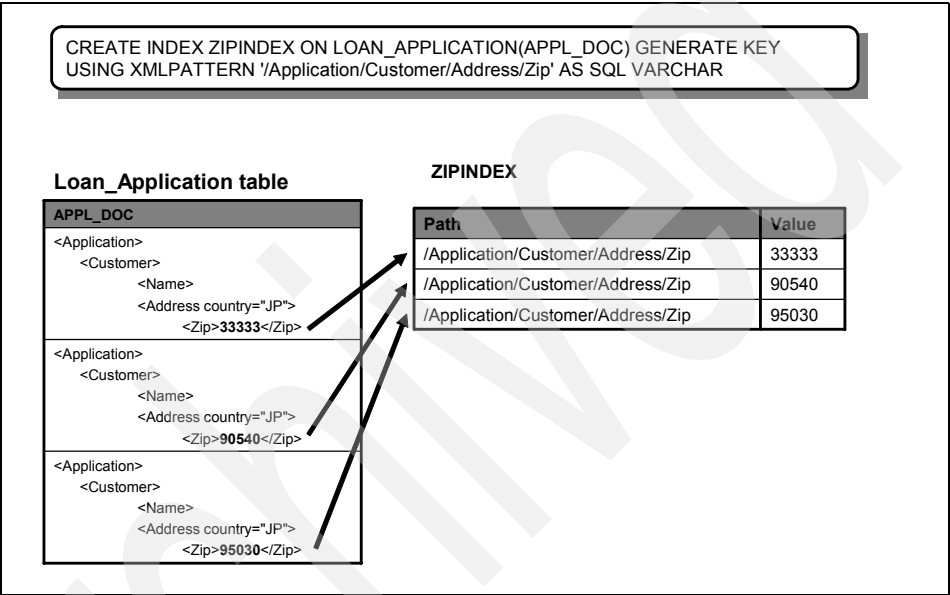 CREATE INDEX ZIPINDEX ON LOAN_APPLICATION(APPL_DOC) GENERATE KEY
USING XMLPATTERN '/Application/Customer/Address/Zip' AS SQL VARCHAR
Loan_Application table
APPL_DOC
<Application>
<Customer>
<Name>
<Address country="JP">
<Zip>33333</Zip>
<Application>
<Customer>
<Name>
<Address country="JP">
<Zip>90540</Zip>
<Application>
<Customer>
<Name>
<Address country="JP">
<Zip>95030</Zip>
ZIPINDEX
Path Value
/Application/Customer/Address/Zip 33333
/Application/Customer/Address/Zip 90540
/Application/Customer/Address/Zip 95030